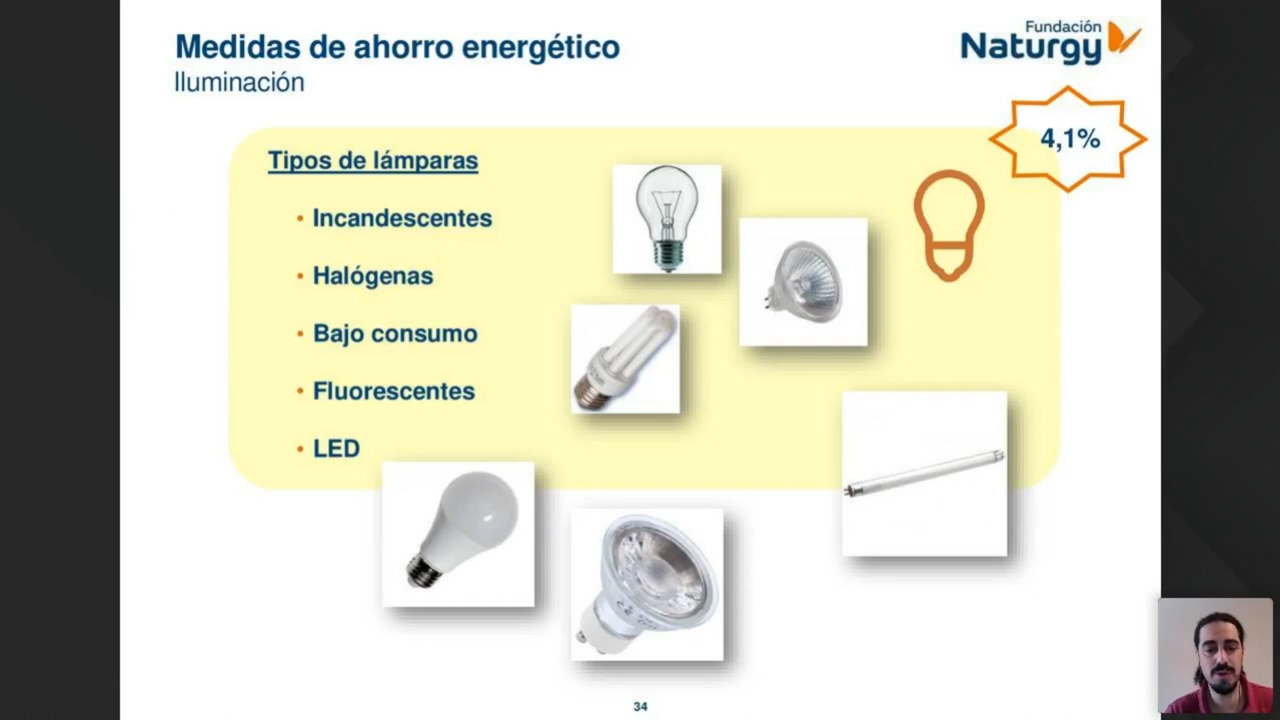 Medidas de ahorro energético
Iluminación
Fundación
Naturgy
4,1%
Tipos de lámparas
• Incandescentes
• Halógenas
• Bajo consumo
• Fluorescentes
• LED
34